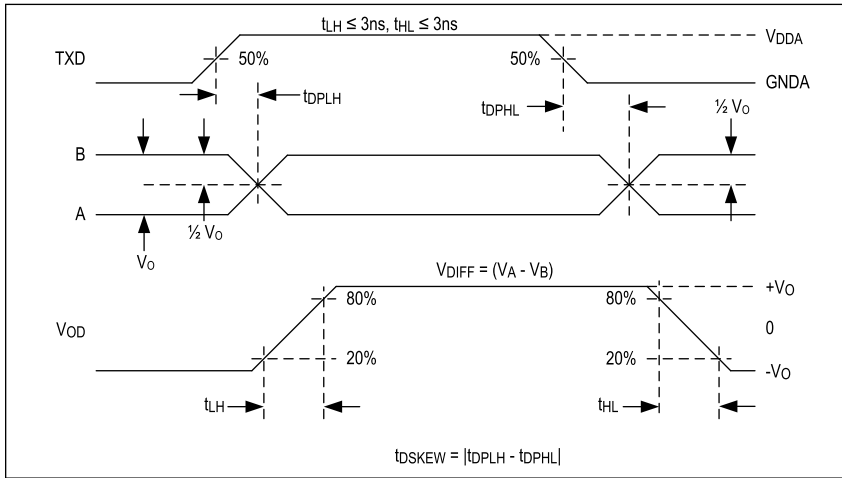 tLH ≤ 3ns, tHL ≤ 3ns
VDDA
TXD
50%
50%
GNDA
tDPLH
tDPHL
½ VO
B
A
½ VO
VO
VDIFF = (VA - VB)
+VO
80%
80%
VOD
0
20%
20%
-VO
tLH
tHL
tDSKEW = |tDPLH - tDPHL|